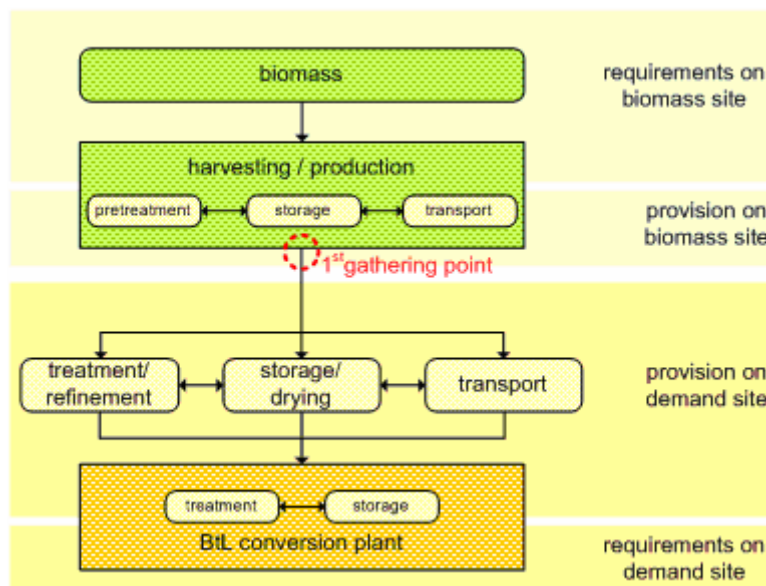 biomass
requirements on
biomass site
harvesting / production
pretreatment
storage
transport
provision on
biomass site
1st gathering point
treatment/
refinement
storage/
drying
transport
provision on
demand site
treatment
storage
BtL conversion plant
requirements on
demand site